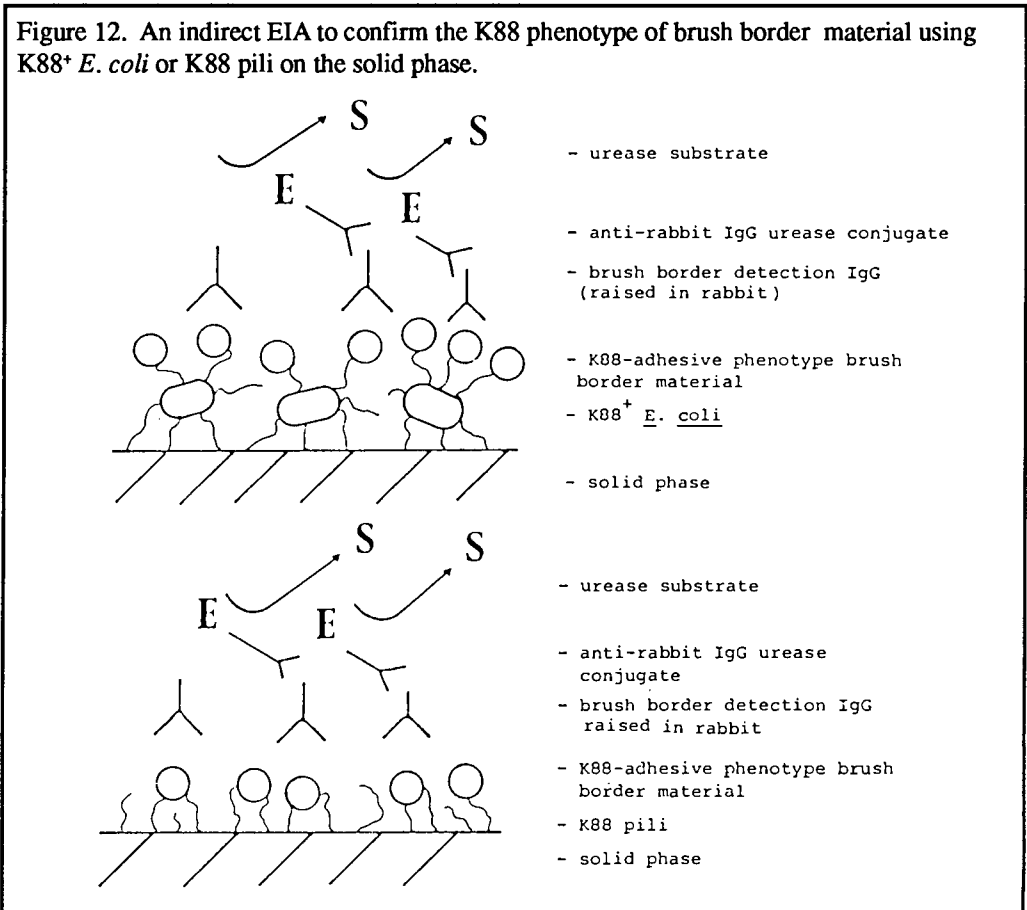 Figure 12. An indirect EIA to confirm the K88 phenotype of brush border material using
K88⁺ E. coli or K88 pili on the solid phase.
S
S
- urease substrate
E
E
- anti-rabbit IgG urease conjugate
- brush border detection IgG
(raised in rabbit)
- K88-adhesive phenotype brush
border material
- K88⁺ E. coli
- solid phase
S
S
- urease substrate
E
E
- anti-rabbit IgG urease
conjugate
- brush border detection IgG
raised in rabbit
- K88-adhesive phenotype brush
border material
- K88 pili
- solid phase